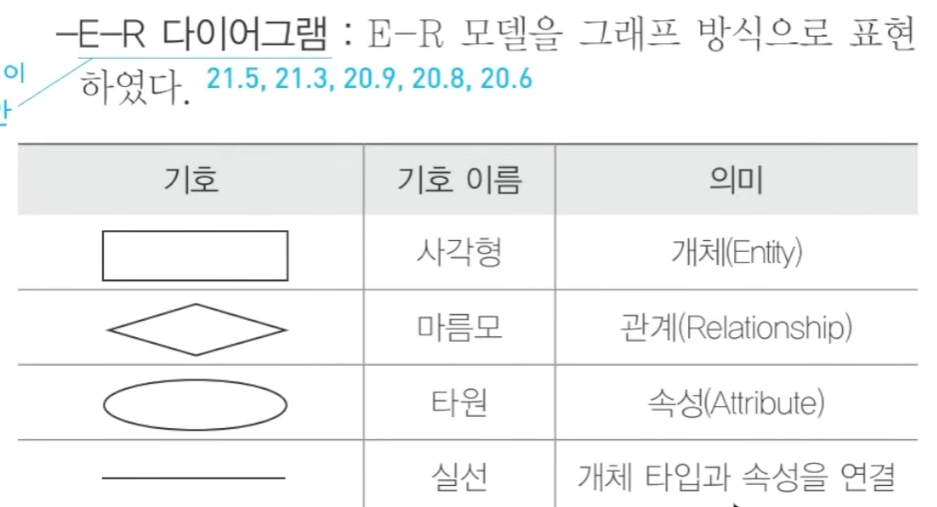 –E–R 다이어그램 : E–R 모델을 그래프 방식으로 표현
이
하였다. 21.5, 21.3, 20.9, 20.8, 20.6
기호 기호 이름 의미
사각형 개체(Entity)
마름모 관계(Relationship)
타원 속성(Attribute)
실선 개체 타입과 속성을 연결